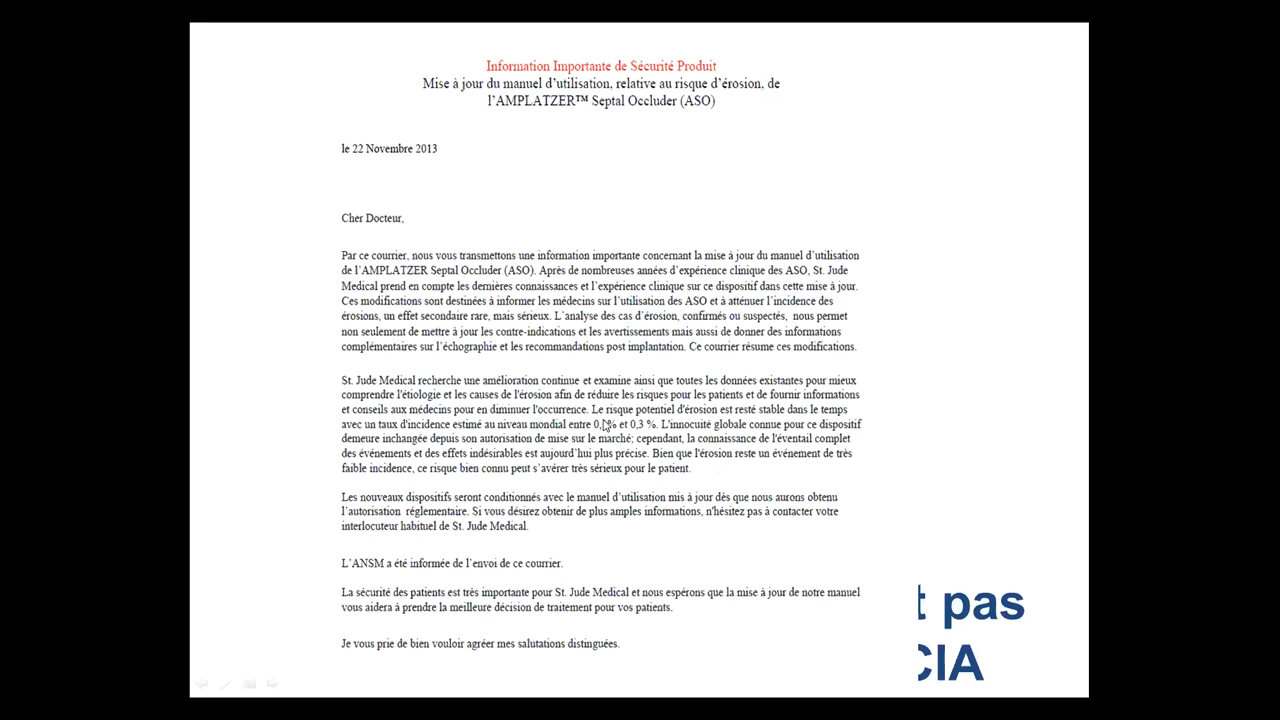 Information Importante de Sécurité Produit
Mise à jour du manuel d’utilisation, relative au risque d’érosion, de
l’AMPLATZER™ Septal Occluder (ASO)
le 22 Novembre 2013
Cher Docteur,
Par ce courrier, nous vous transmettons une information importante concernant la mise à jour du manuel d’utilisation
de l’AMPLATZER Septal Occluder (ASO). Après de nombreuses années d’expérience clinique des ASO, St. Jude
Medical prend en compte les dernières connaissances et l’expérience clinique sur ce dispositif dans cette mise à jour.
Ces modifications sont destinées à informer les médecins sur l’utilisation des ASO et à atténuer l’incidence des
érosions, un effet secondaire rare, mais sérieux. L’analyse des cas d’érosion, confirmés ou suspectés, nous permet
non seulement de mettre à jour les contre-indications et les avertissements mais aussi de donner des informations
complémentaires sur l’échographie et les recommandations post implantation. Ce courrier résume ces modifications.
St. Jude Medical recherche une amélioration continue et examine ainsi que toutes les données existantes pour mieux
comprendre l'étiologie et les causes de l'érosion afin de réduire les risques pour les patients et de fournir informations
et conseils aux médecins pour en diminuer l'occurrence. Le risque potentiel d'érosion est resté stable dans le temps
avec un taux d'incidence estimé au niveau mondial entre et 0,3 %. L'innocuité globale connue pour ce dispositif
demeure inchangée depuis son autorisation de mise sur le marché; cependant, la connaissance de l'éventail complet
des événements et des effets indésirables est aujourd’hui plus précise. Bien que l'érosion reste un événement de très
faible incidence, ce risque bien connu peut s’avérer très sérieux pour le patient.
Les nouveaux dispositifs seront conditionnés avec le manuel d’utilisation mis à jour dès que nous aurons obtenu
l’autorisation réglementaire. Si vous désirez obtenir de plus amples informations, n'hésitez pas à contacter votre
interlocuteur habituel de St. Jude Medical.
L’ANSM a été informée de l’envoi de ce courrier.
La sécurité des patients est très importante pour St. Jude Medical et nous espérons que la mise à jour de notre manuel
vous aidera à prendre la meilleure décision de traitement pour vos patients.
Je vous prie de bien vouloir agréer mes salutations distinguées.
t pas
CIA